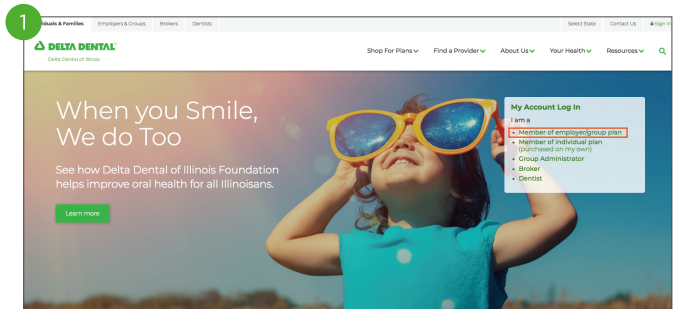 1
Individuals & Families Employers & Groups Brokers Dentists Select State Contact Us Sign in
DELTA DENTAL
Delta Dental of Illinois
Shop For Plans Find a Provider About Us Your Health Resources
When you Smile,
We do Too
See how Delta Dental of Illinois Foundation
helps improve oral health for all Illinoisans.
Learn more
My Account Log In
I am a
Member of employer/group plan
Member of individual plan
(purchased on my own)
Group Administrator
Broker
Dentist